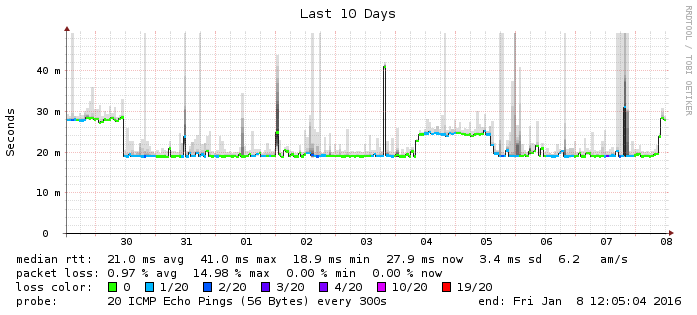 Last 10 Days
RRDTOOL / TOBI OETIKER
Seconds
40 m
30 m
20 m
10 m
0
30 31 01 02 03 04 05 06 07 08
median rtt: 21.0 ms avg 41.0 ms max 18.9 ms min 27.9 ms now 3.4 ms sd 6.2 am/s
packet loss: 0.97 % avg 14.98 % max 0.00 % min 0.00 % now
loss color: 0 1/20 2/20 3/20 4/20 10/20 19/20
probe: 20 ICMP Echo Pings (56 Bytes) every 300s end: Fri Jan 8 12:05:04 2016